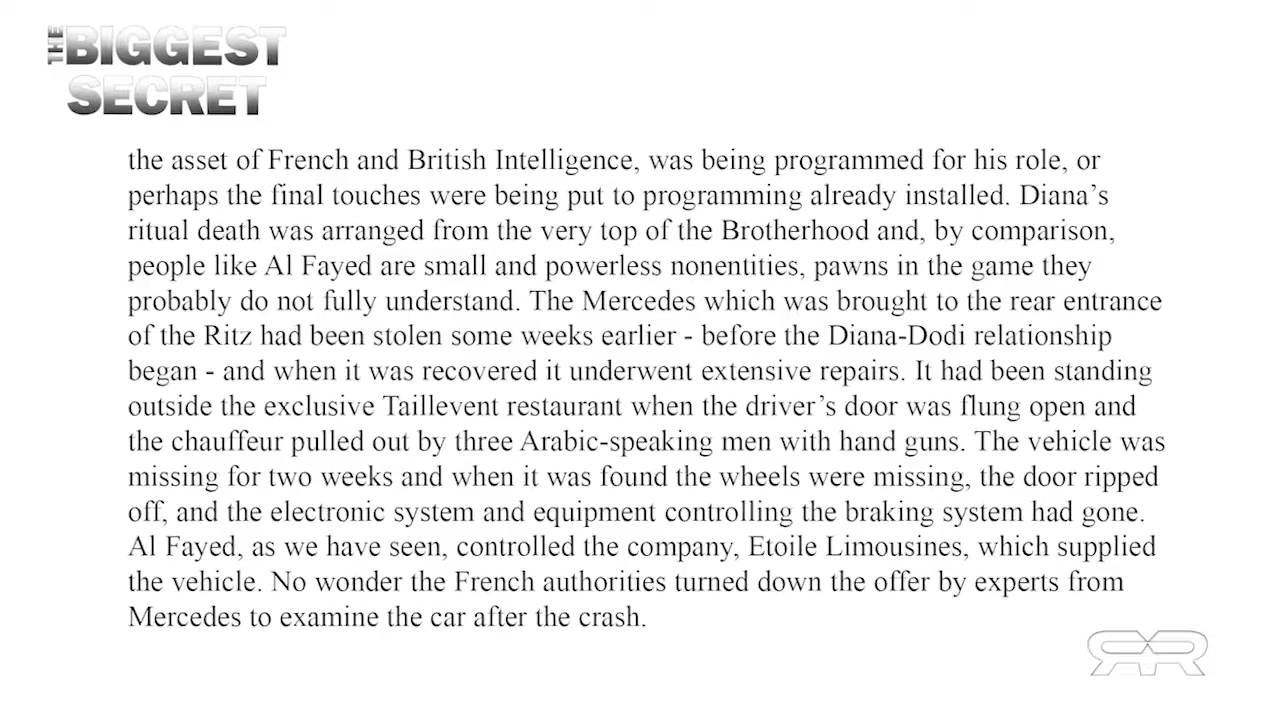 THE BIGGEST
SECRET
the asset of French and British Intelligence, was being programmed for his role, or
perhaps the final touches were being put to programming already installed. Diana’s
ritual death was arranged from the very top of the Brotherhood and, by comparison,
people like Al Fayed are small and powerless nonentities, pawns in the game they
probably do not fully understand. The Mercedes which was brought to the rear entrance
of the Ritz had been stolen some weeks earlier - before the Diana-Dodi relationship
began - and when it was recovered it underwent extensive repairs. It had been standing
outside the exclusive Taillevent restaurant when the driver’s door was flung open and
the chauffeur pulled out by three Arabic-speaking men with hand guns. The vehicle was
missing for two weeks and when it was found the wheels were missing, the door ripped
off, and the electronic system and equipment controlling the braking system had gone.
Al Fayed, as we have seen, controlled the company, Etoile Limousines, which supplied
the vehicle. No wonder the French authorities turned down the offer by experts from
Mercedes to examine the car after the crash.